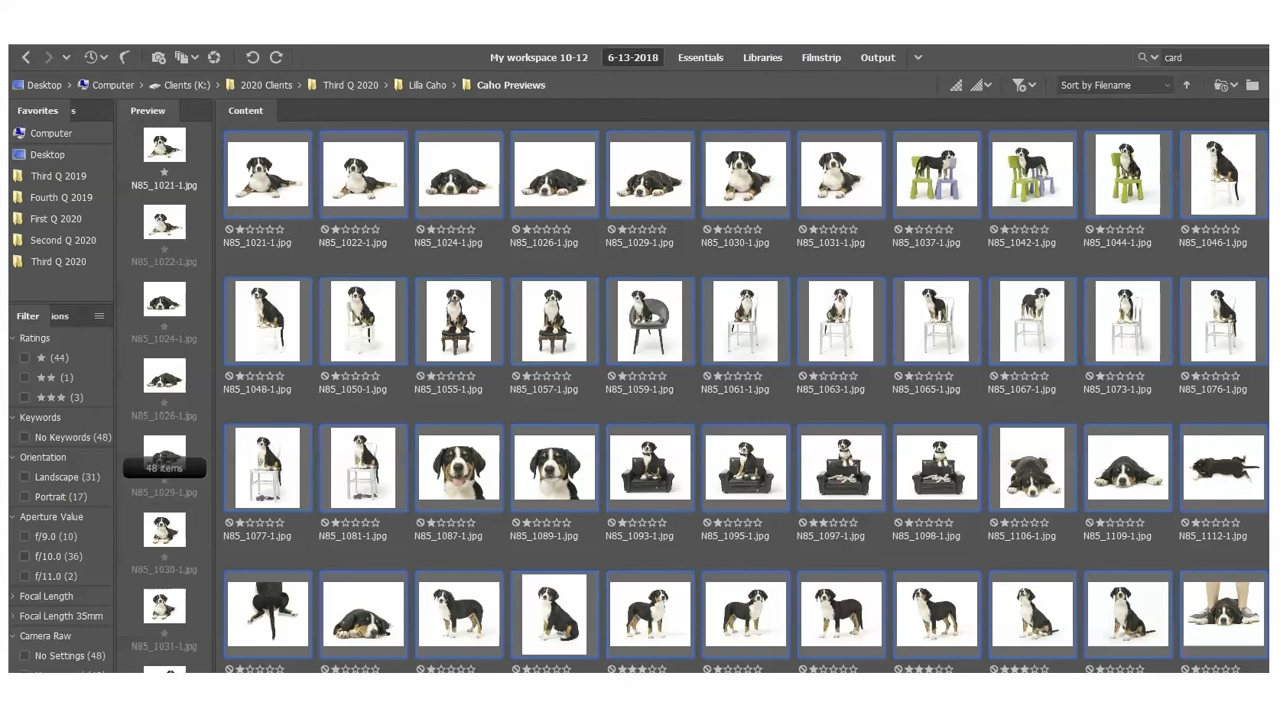 My workspace 10-12 6-13-2018 Essentials Libraries Filmstrip Output card
Desktop Computer Clients (K:) 2020 Clients Third Q 2020 Lilla Caho Caho Previews Sort by Filename
Favorites s Preview Content
Computer
Desktop
Third Q 2019
Fourth Q 2019
First Q 2020
Second Q 2020
Third Q 2020
Filter ions
Ratings
(44)
(1)
(3)
Keywords
No Keywords (48)
Orientation
Landscape (31)
Portrait (17)
Aperture Value
f/9.0 (10)
f/10.0 (36)
f/11.0 (2)
Focal Length
Focal Length 35mm
Camera Raw
No Settings (48)
N85_1021-1.jpg
N85_1022-1.jpg
N85_1024-1.jpg
N85_1026-1.jpg
48 items
N85_1029-1.jpg
N85_1030-1.jpg
N85_1031-1.jpg
N85_1021-1.jpg N85_1022-1.jpg N85_1024-1.jpg N85_1026-1.jpg N85_1029-1.jpg N85_1030-1.jpg N85_1031-1.jpg N85_1037-1.jpg N85_1042-1.jpg N85_1044-1.jpg N85_1046-1.jpg
N85_1048-1.jpg N85_1050-1.jpg N85_1055-1.jpg N85_1057-1.jpg N85_1059-1.jpg N85_1061-1.jpg N85_1063-1.jpg N85_1065-1.jpg N85_1067-1.jpg N85_1073-1.jpg N85_1076-1.jpg
N85_1077-1.jpg N85_1081-1.jpg N85_1087-1.jpg N85_1089-1.jpg N85_1093-1.jpg N85_1095-1.jpg N85_1097-1.jpg N85_1098-1.jpg N85_1106-1.jpg N85_1109-1.jpg N85_1112-1.jpg